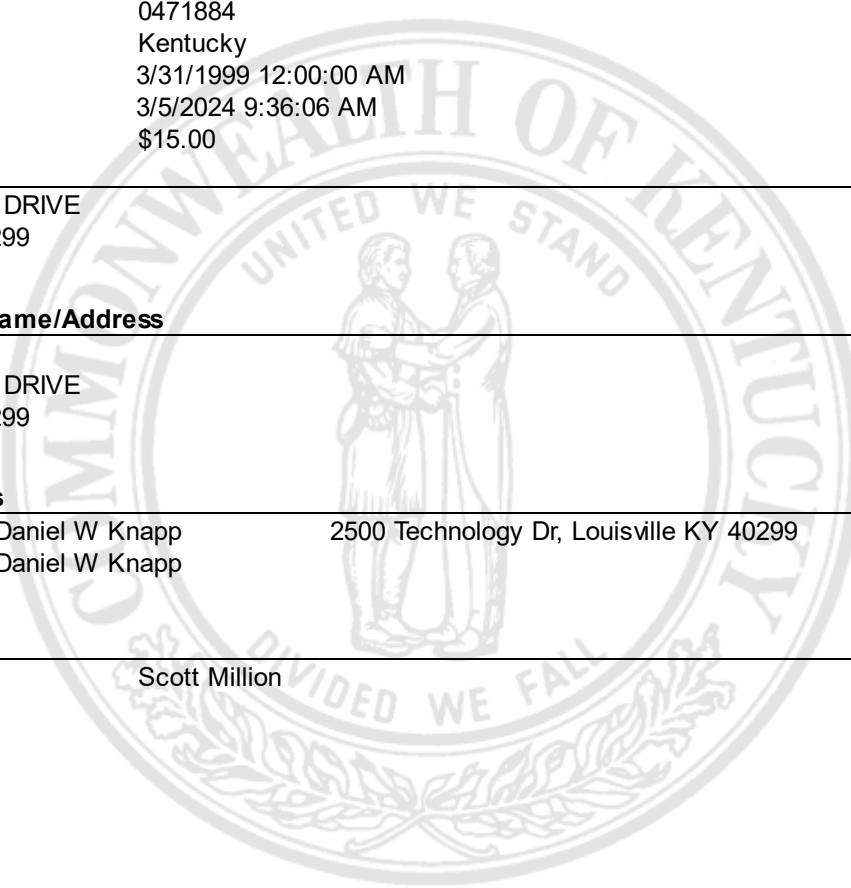 0471884
Kentucky
3/31/1999 12:00:00 AM
3/5/2024 9:36:06 AM
$15.00
DRIVE
299
ame/Address
DRIVE
299
s
Daniel W Knapp 2500 Technology Dr, Louisville KY 40299
Daniel W Knapp
Scott Million
COMMONWEALTH OF KENTUCKY
UNITED WE STAND
DIVIDED WE FALL